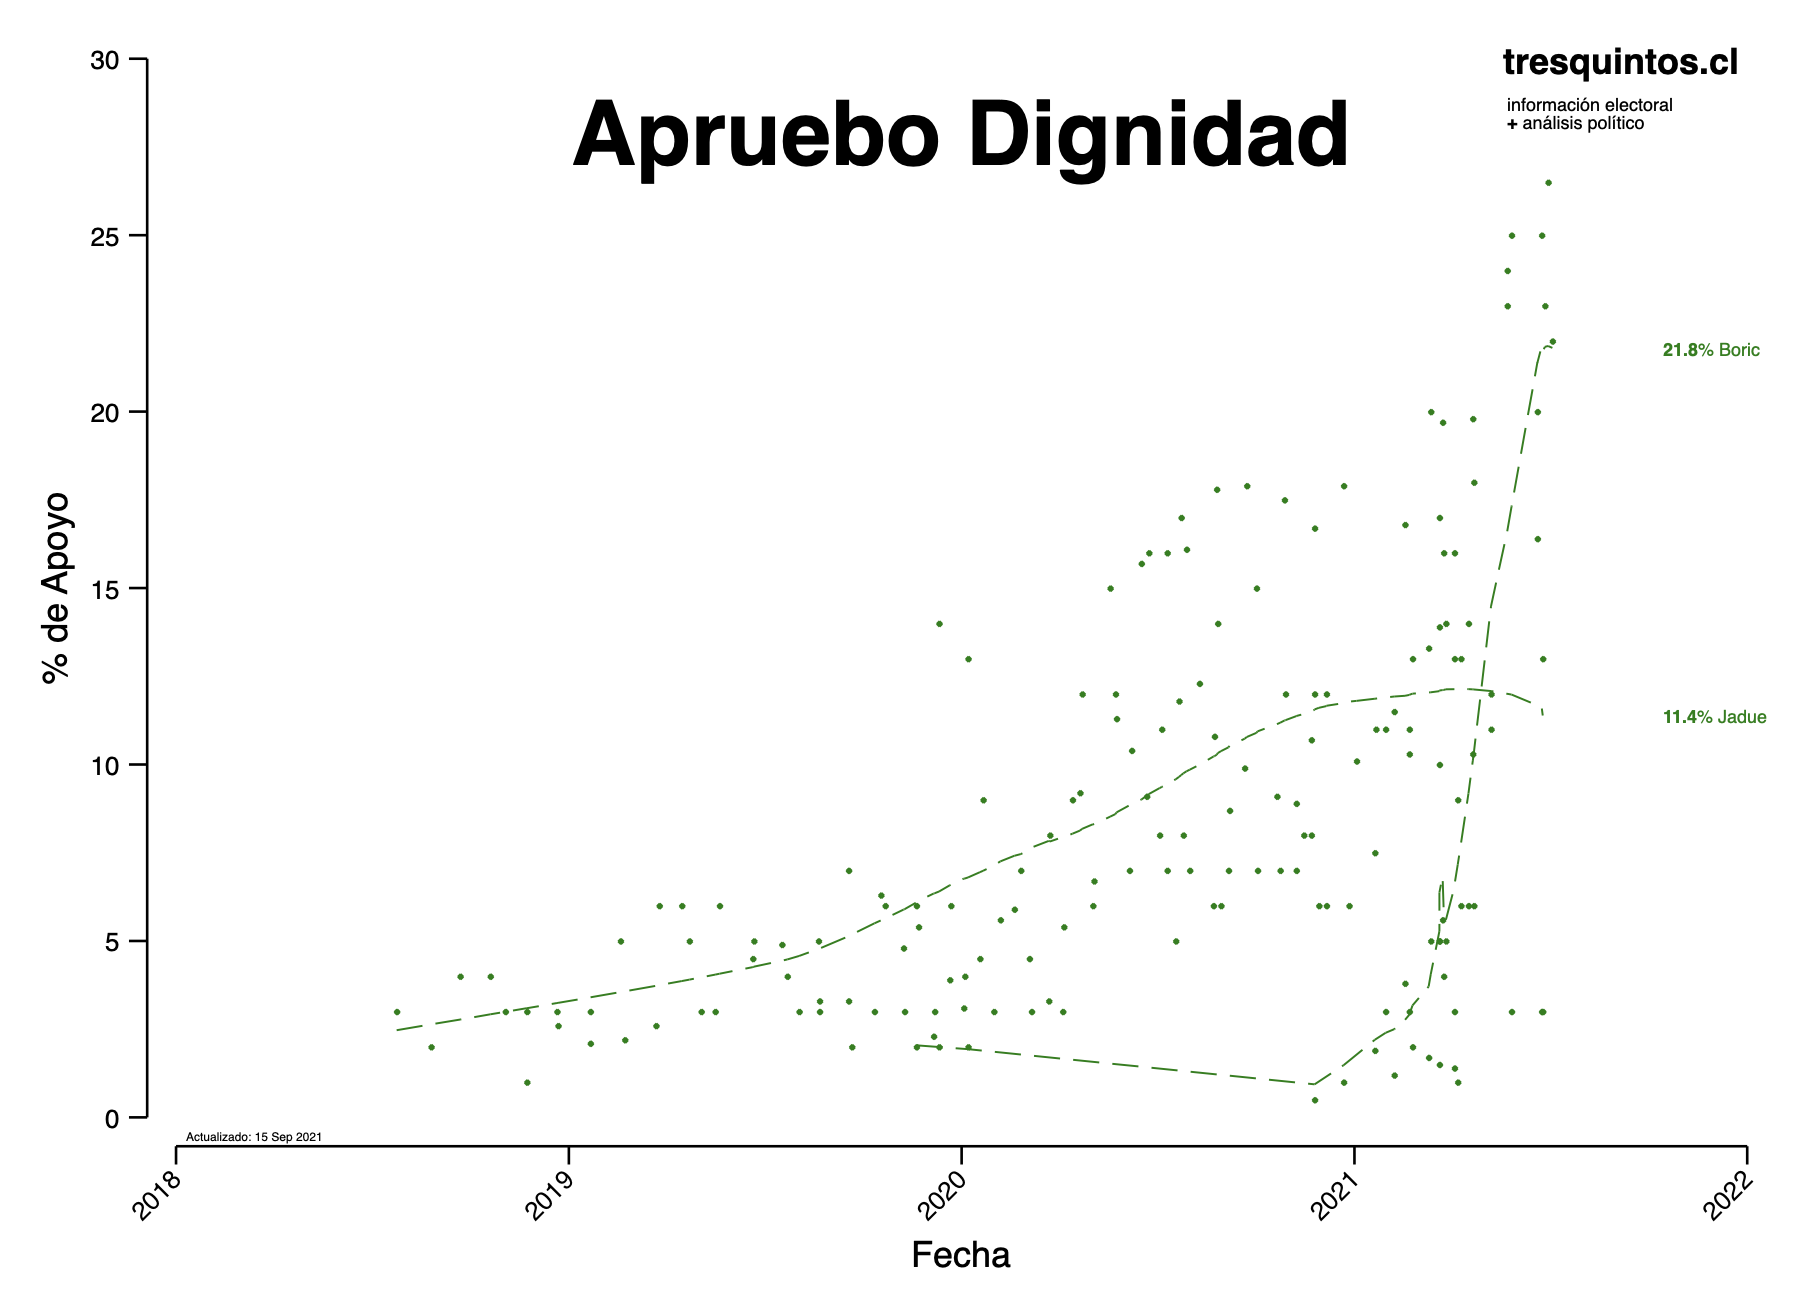 tresquintos.cl
información electoral
+ análisis político
Apruebo Dignidad
% de Apoyo
30
25
20
15
10
5
0
21.8% Boric
11.4% Jadue
Actualizado: 15 Sep 2021
2018
2019
2020
2021
2022
Fecha